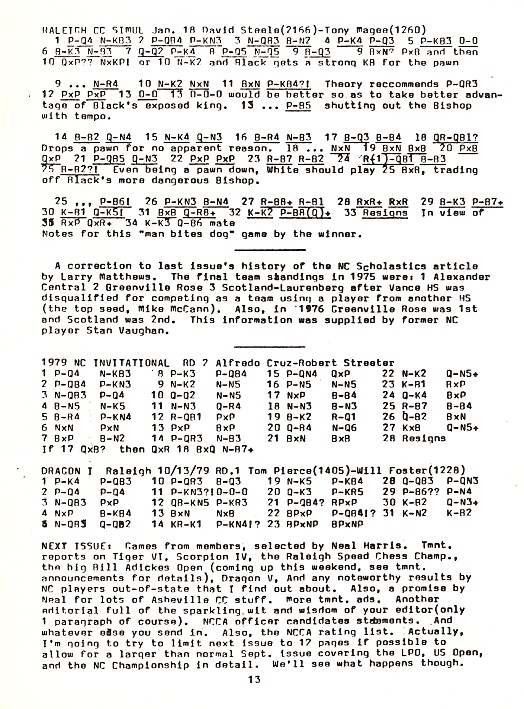 RALEIGH CC SIMUL Jan. 18 David Steele(2166)-Tony Magee(1260)
1 P-Q4 N-KB3 2 P-QB4 P-KN3 3 N-QB3 B-N2 4 P-K4 P-Q3 5 P-KB3 O-O
6 B-K3 N-B3 7 Q-Q2 P-K4 8 P-Q5 N-Q5 9 B-Q3 9 BxN? PxB and then
10 QxP?? NxKP! or 10 N-K2 and Black gets a strong KB for the pawn
9 ... N-R4 10 N-K2 NxN 11 BxN P-KB4?! Theory reccommends P-QR3
12 PxP PxP 13 O-O 13 O-O-O would be better so as to take better advan-
tage of Black's exposed king. 13 ... P-B5 shutting out the Bishop
with tempo.
14 B-B2 Q-N4 15 N-K4 Q-N3 16 B-R4 N-B3 17 B-Q3 B-B4 18 QR-QB1?
Drops a pawn for no apparent reason. 18 ... NxN 19 BxN BxB 20 PxB
QxP 21 P-QB5 Q-N3 22 PxP PxP 23 R-B7 R-B2 24 R(1)-QB1 B-B3
25 R-B2?! Even being a pawn down, White should play 25 BxB, trading
off Black's more dangerous Bishop.
25 ... P-B6! 26 P-KN3 B-N4 27 R-B8+ R-B1 28 RxR+ RxR 29 B-K3 P-B7+
30 K-B1 Q-K5! 31 BxB Q-R8+ 32 K-K2 P-B8(Q)+ 33 Resigns In view of
33 RxP QxR+ 34 K-K3 Q-B6 mate
Notes for this "man bites dog" game by the winner.
A correction to last issue's history of the NC Scholastics article
by Larry Matthews. The final team standings in 1975 were: 1 Alexander
Central 2 Greenville Rose 3 Scotland-Laurenberg after Vance HS was
disqualified for competing as a team using a player from another HS
(the top seed, Mike McCann). Also, in 1976 Greenville Rose was 1st
and Scotland was 2nd. This information was supplied by former NC
player Stan Vaughan.
1979 NC INVITATIONAL RD 2 Alfredo Cruz-Robert Streeter
1 P-Q4 N-KB3 8 P-K3 P-QB4 15 P-QN4 QxP 22 N-K2 Q-N5+
2 P-QB4 P-KN3 9 N-K2 N-N5 16 P-N5 N-N5 23 K-B1 BxP
3 N-QB3 P-Q4 10 Q-Q2 N-N5 17 NxP B-B4 24 Q-K4 BxP
4 B-N5 N-K5 11 N-N3 Q-R4 18 N-N3 B-N3 25 R-B7 B-B4
5 B-R4 P-KN4 12 R-QB1 PxP 19 B-K2 R-Q1 26 Q-B2 BxN
6 NxN PxN 13 PxP BxP 20 Q-R4 N-Q6 27 KxB Q-N5+
7 BxP B-N2 14 P-QR3 N-B3 21 BxN BxB 28 Resigns
If 17 QxB? then QxR 18 BxQ N-B7+
DRAGON I Raleigh 10/13/79 RD.1 Tom Pierce(1405)-Will Foster(1228)
1 P-K4 P-QB3 10 P-QR3 B-Q3 19 N-K5 P-KB4 28 Q-QB3 P-QN3
2 P-Q4 P-Q4 11 P-KN3?!O-O-O 20 Q-K3 P-KR5 29 P-B6?? P-N4
3 N-QB3 PxP 12 QR-KN5 P-KR3 21 P-QB4? RPxP 30 K-B2 Q-N3+
4 NxP B-KB4 13 BxN NxB 22 BPxP P-QB4!? 31 K-N2 K-B2
5 N-QB3 Q-QB2 14 KR-K1 P-KN4!? 23 BPxNP BPxNP
NEXT ISSUE: Games from members, selected by Neal Harris. Tmnt.
reports on Tiger VI, Scorpion IV, the Raleigh Speed Chess Champ.,
the big Bill Adickes Open (coming up this weekend, see tmnt.
announcements for details), Dragon V, And any noteworthy results by
NC players out-of-state that I find out about. Also, a promise by
Neal for lots of Asheville CC stuff. More tmnt. ads. Another
editorial full of the sparkling wit and wisdom of your editor(only
1 paragraph of course). NCCA officer candidates statements. And
whatever else you send in. Also, the NCCA rating list. Actually,
I'm going to try to limit next issue to 12 pages if possible to
allow for a larger than normal Sept. issue covering the LPO, US Open,
and the NC Championship in detail. We'll see what happens though.
13